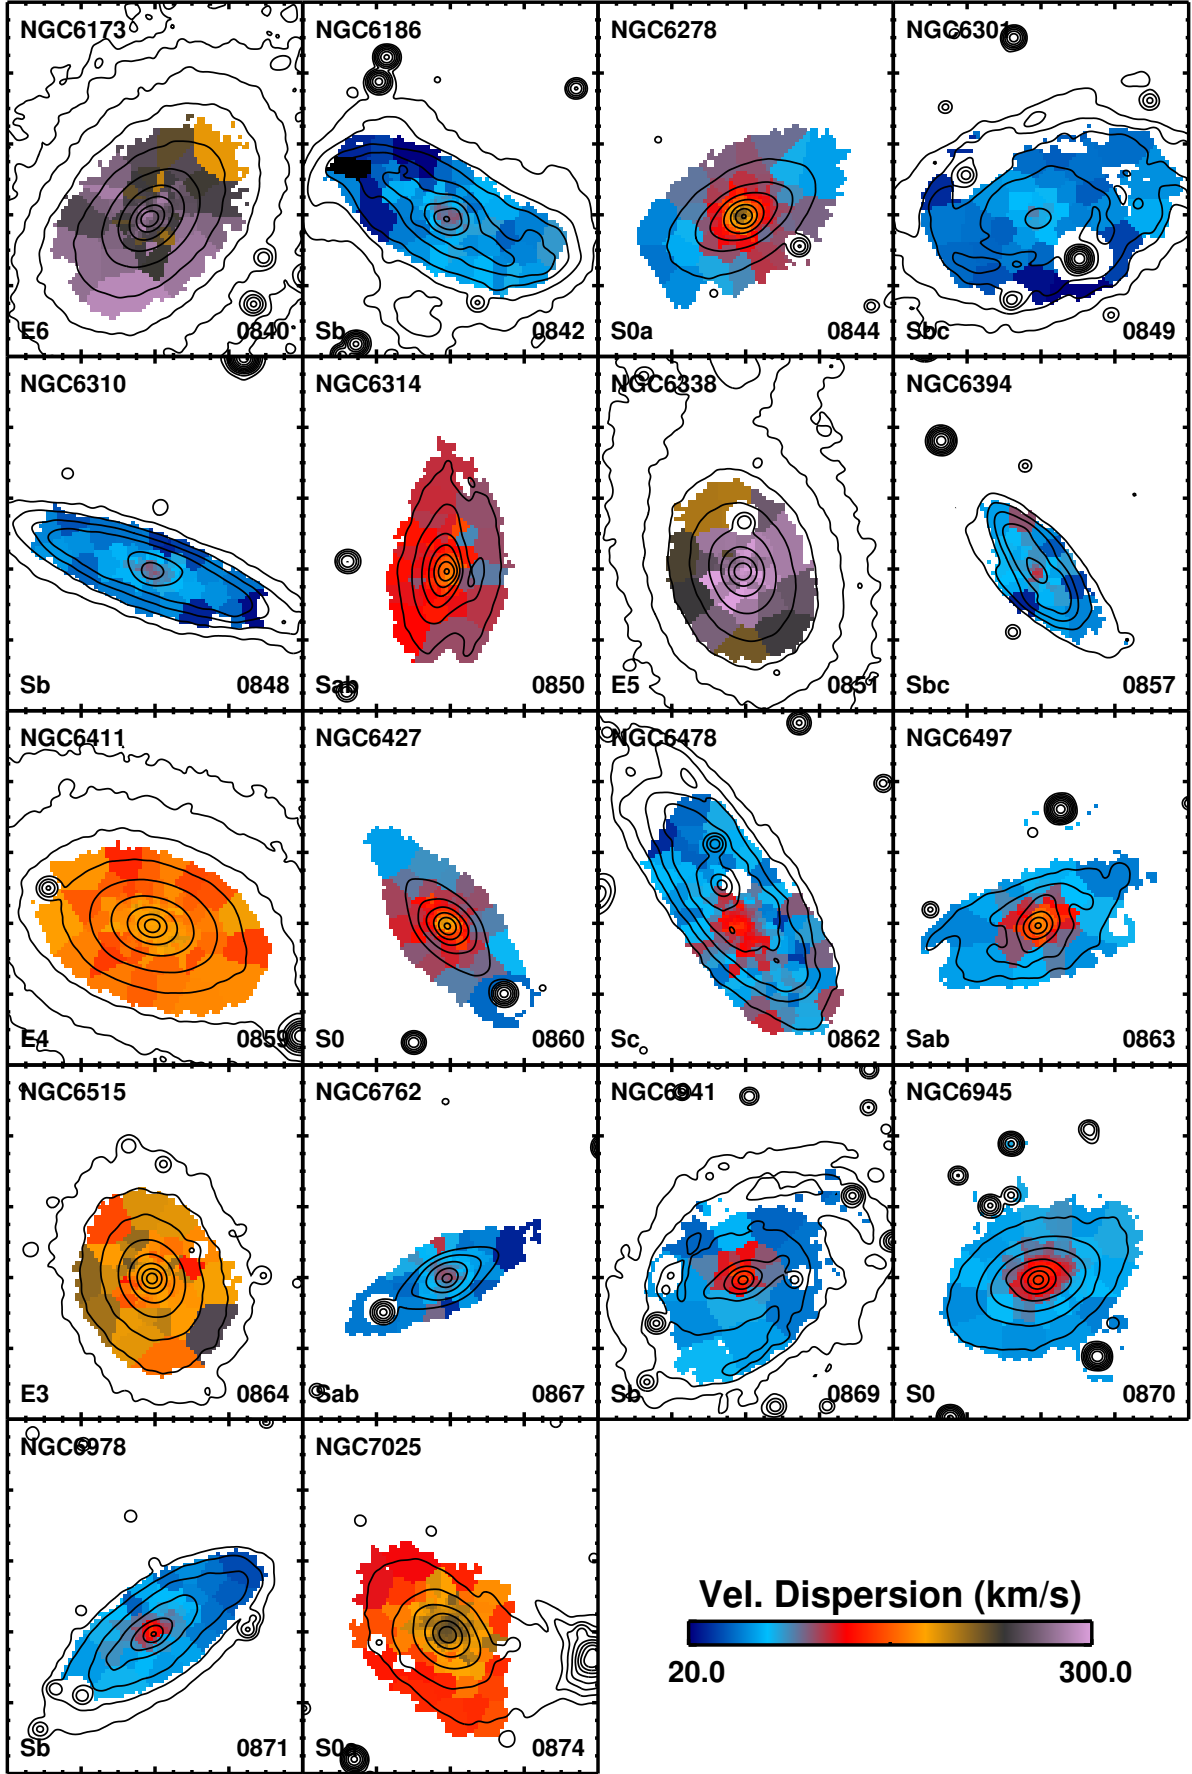 NGC6173
NGC6186
NGC6278
NGC6301
E6
0840
Sb
0842
S0a
0844
Sbc
0849
NGC6310
NGC6314
NGC6338
NGC6394
Sb
0848
Sab
0850
E5
0851
Sbc
0857
NGC6411
NGC6427
NGC6478
NGC6497
E4
0859
S0
0860
Sc
0862
Sab
0863
NGC6515
NGC6762
NGC6941
NGC6945
E3
0864
Sab
0867
Sb
0869
S0
0870
NGC6978
NGC7025
Sb
0871
S0a
0874
Vel. Dispersion (km/s)
20.0
300.0